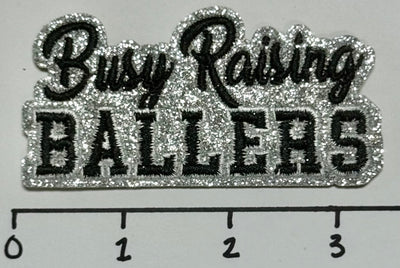 Busy Raising
BALLERS
0 1 2 3